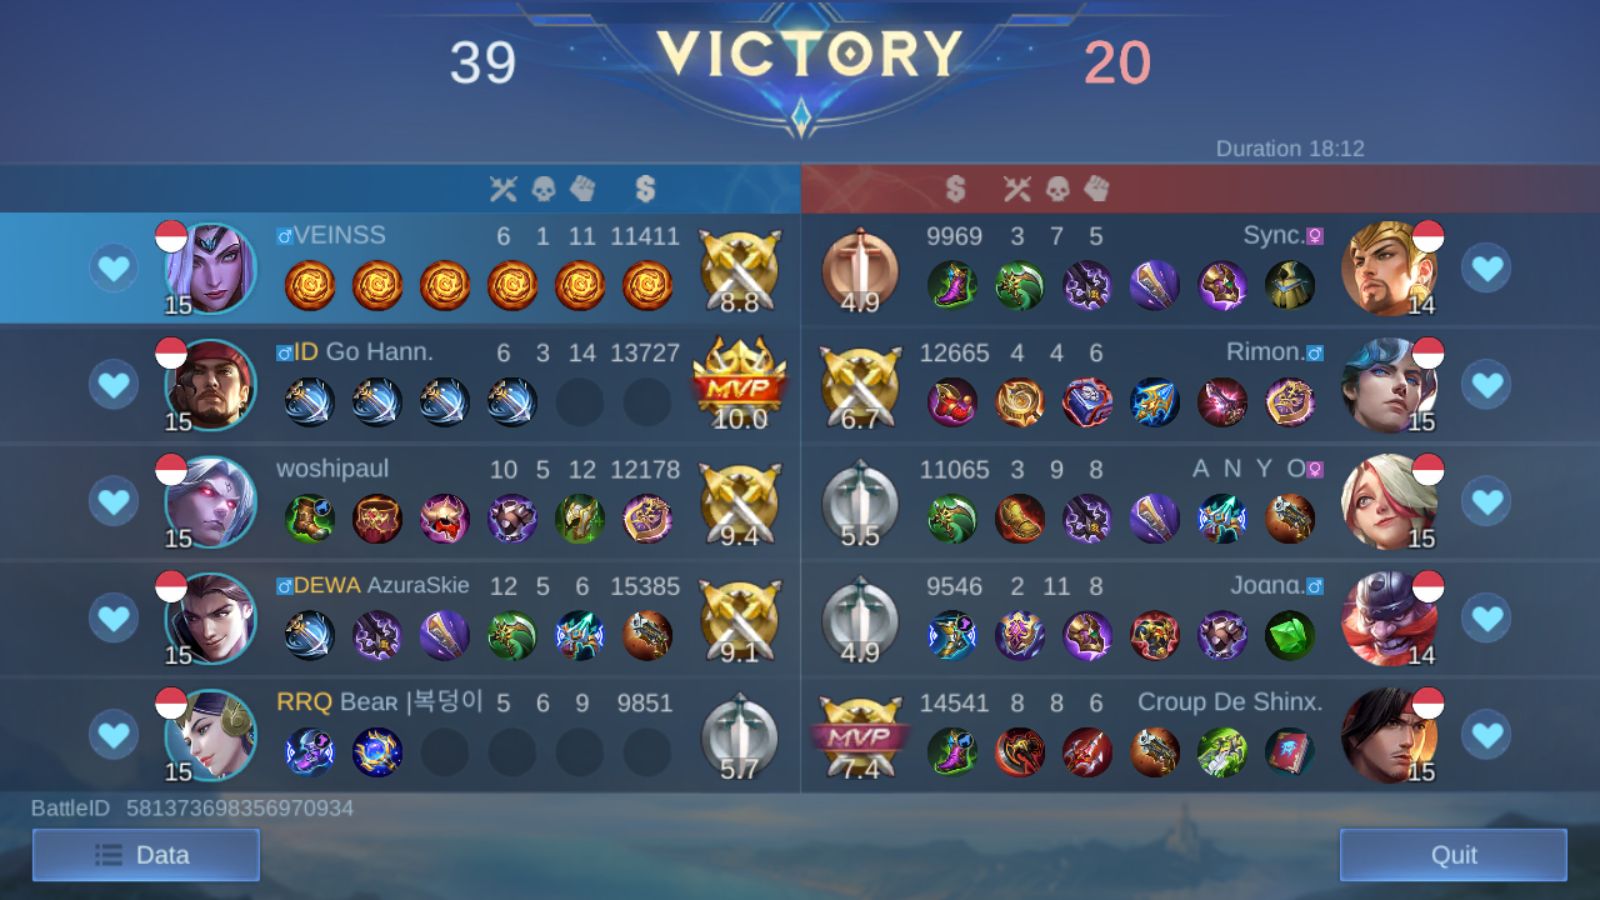 39 VICTORY 20
Duration 18:12
VEINSS 6 1 11 11411 8.8 15
4.9 9969 3 7 5 Sync. 14
ID Go Hann. 6 3 14 13727 MVP 10.0 15
6.7 12665 4 4 6 Rimon. 15
woshipaul 10 5 12 12178 9.4 15
5.5 11065 3 9 8 A N Y O 15
DEWA AzuraSkie 12 5 6 15385 9.1 15
4.9 9546 2 11 8 Joana. 14
RRQ Beaʀ |복덩이 5 6 9 9851 5.7 15
MVP 7.4 14541 8 8 6 Croup De Shinx. 15
BattleID 581373698356970934
Data
Quit